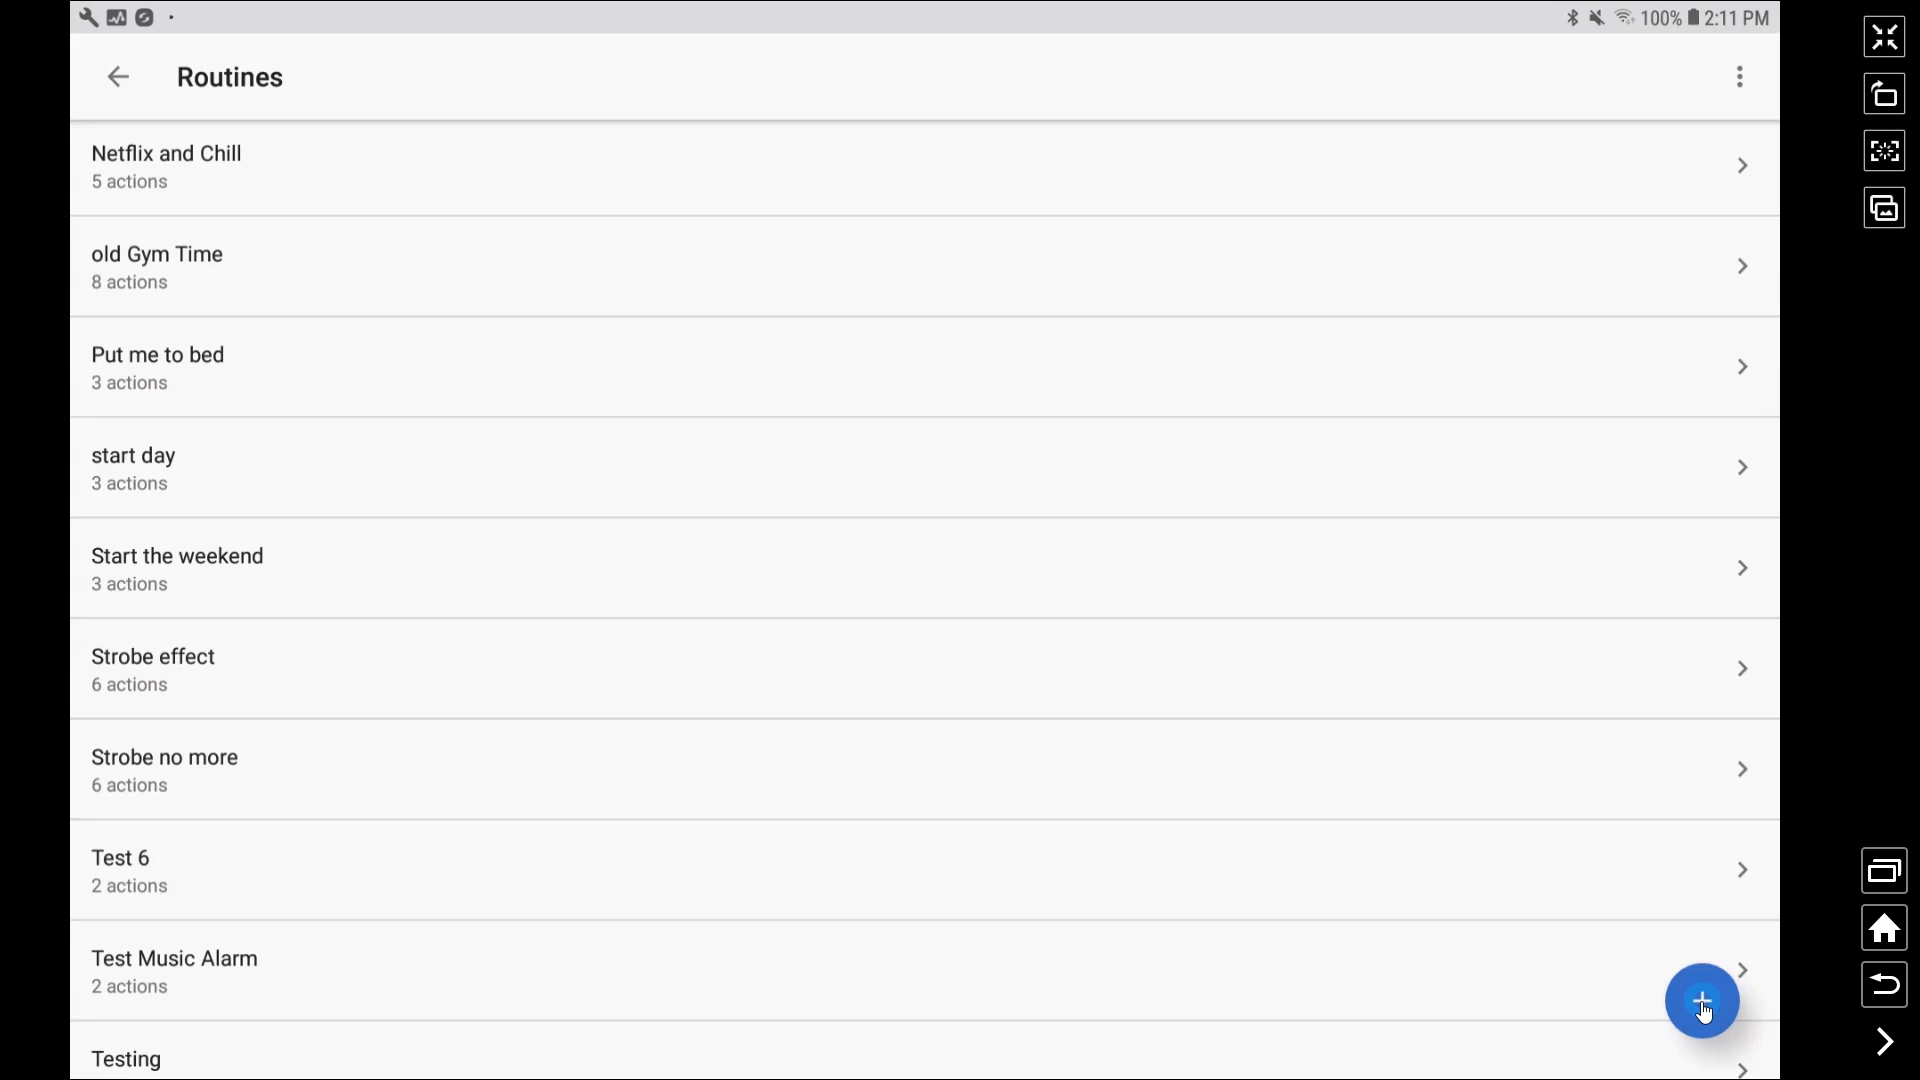 100% 2:11 PM
Routines
Netflix and Chill
5 actions
old Gym Time
8 actions
Put me to bed
3 actions
start day
3 actions
Start the weekend
3 actions
Strobe effect
6 actions
Strobe no more
6 actions
Test 6
2 actions
Test Music Alarm
2 actions
Testing